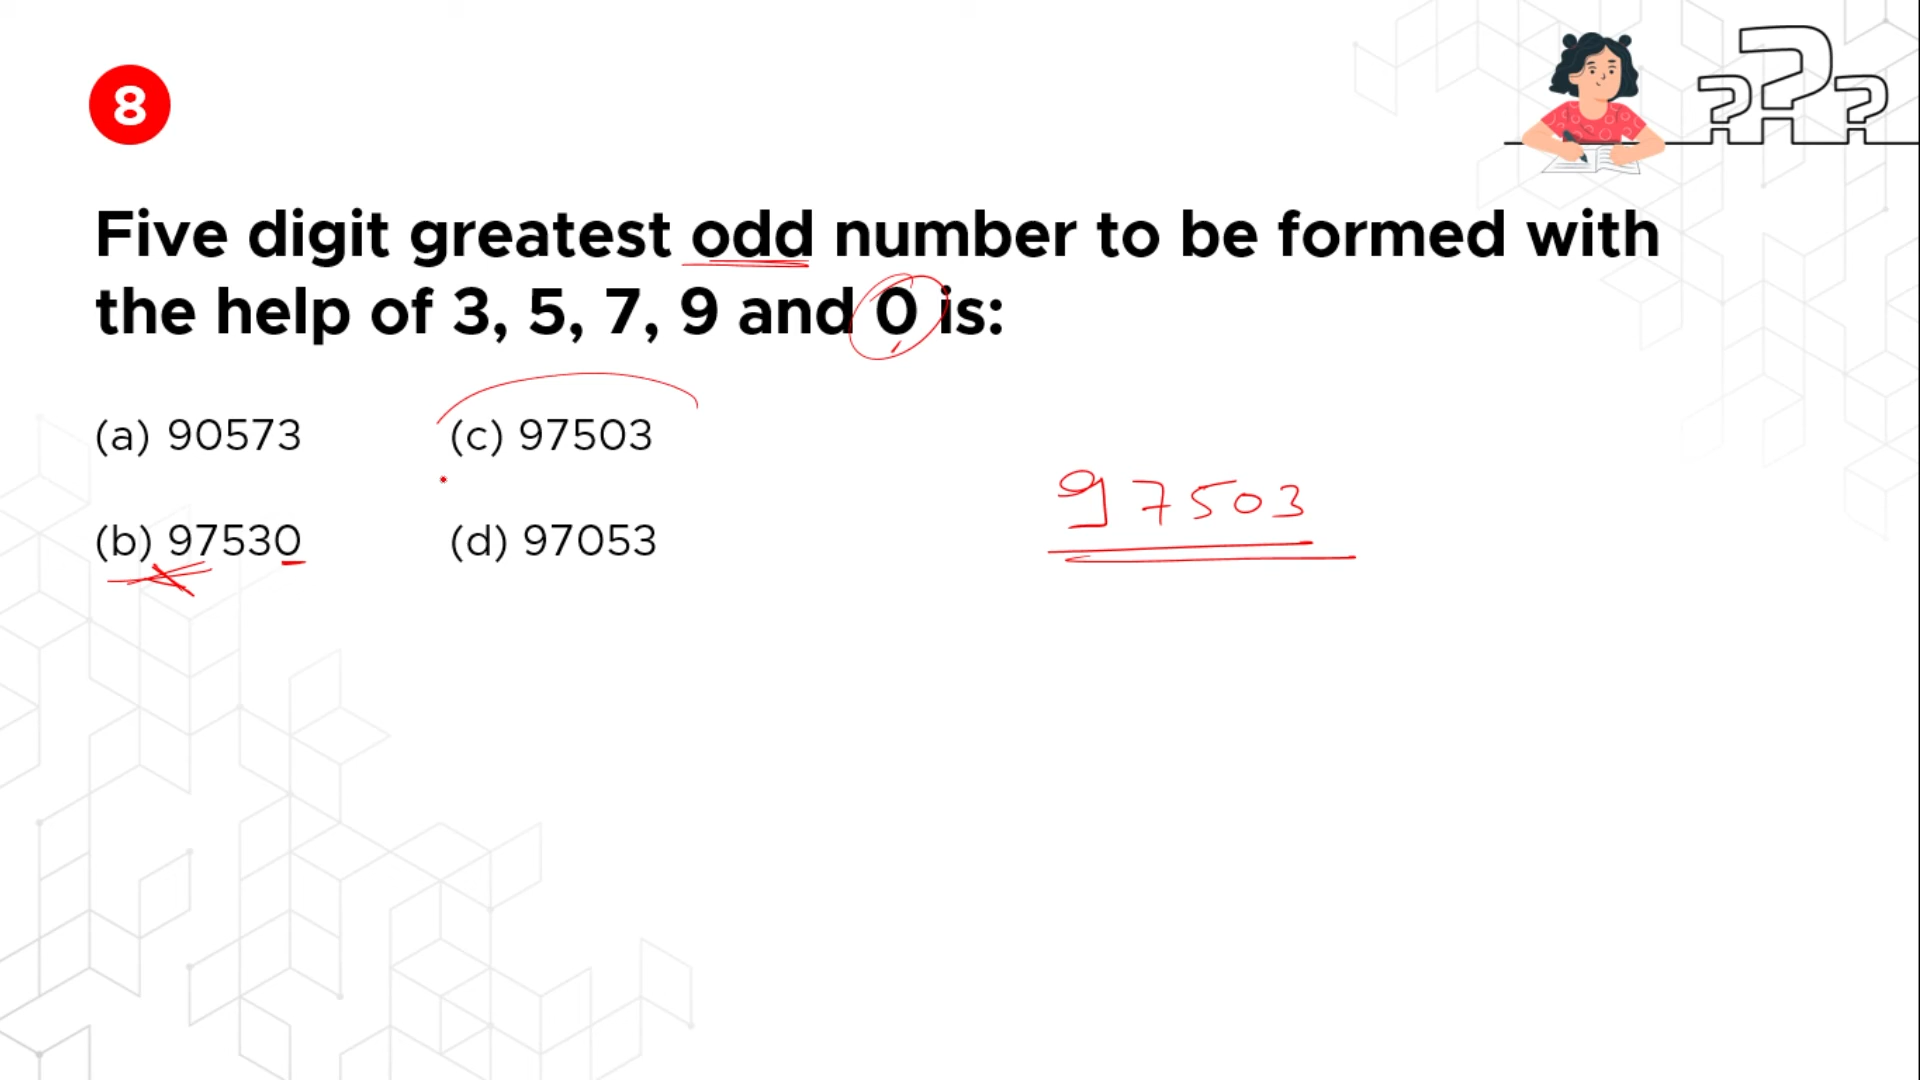 8
???
Five digit greatest odd number to be formed with
the help of 3, 5, 7, 9 and 0 is:
(a) 90573 (c) 97503
97503
(b) 97530 (d) 97053